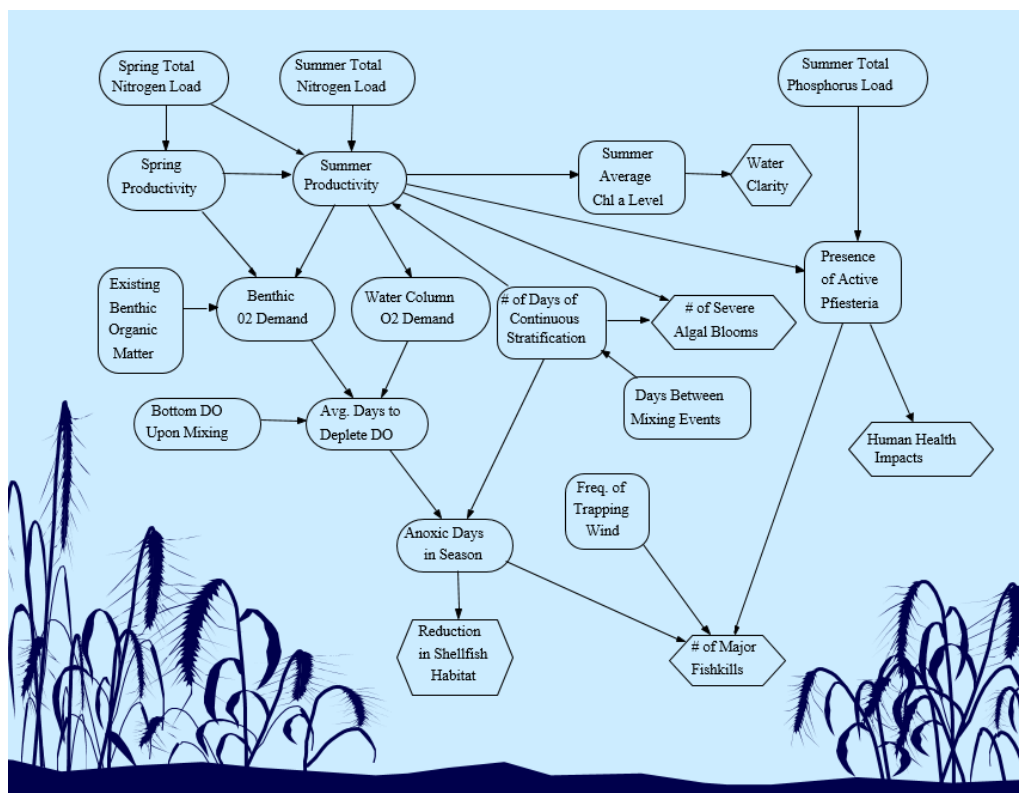 Spring Total
Nitrogen Load
Summer Total
Nitrogen Load
Summer Total
Phosphorus Load
Spring
Productivity
Summer
Productivity
Summer
Average
Chl a Level
Water
Clarity
Existing
Benthic
Organic
Matter
Benthic
02 Demand
Water Column
O2 Demand
# of Days of
Continuous
Stratification
# of Severe
Algal Blooms
Presence
of Active
Pfiesteria
Bottom DO
Upon Mixing
Avg. Days to
Deplete DO
Days Between
Mixing Events
Human Health
Impacts
Freq. of
Trapping
Wind
Anoxic Days
in Season
Reduction
in Shellfish
Habitat
# of Major
Fishkills